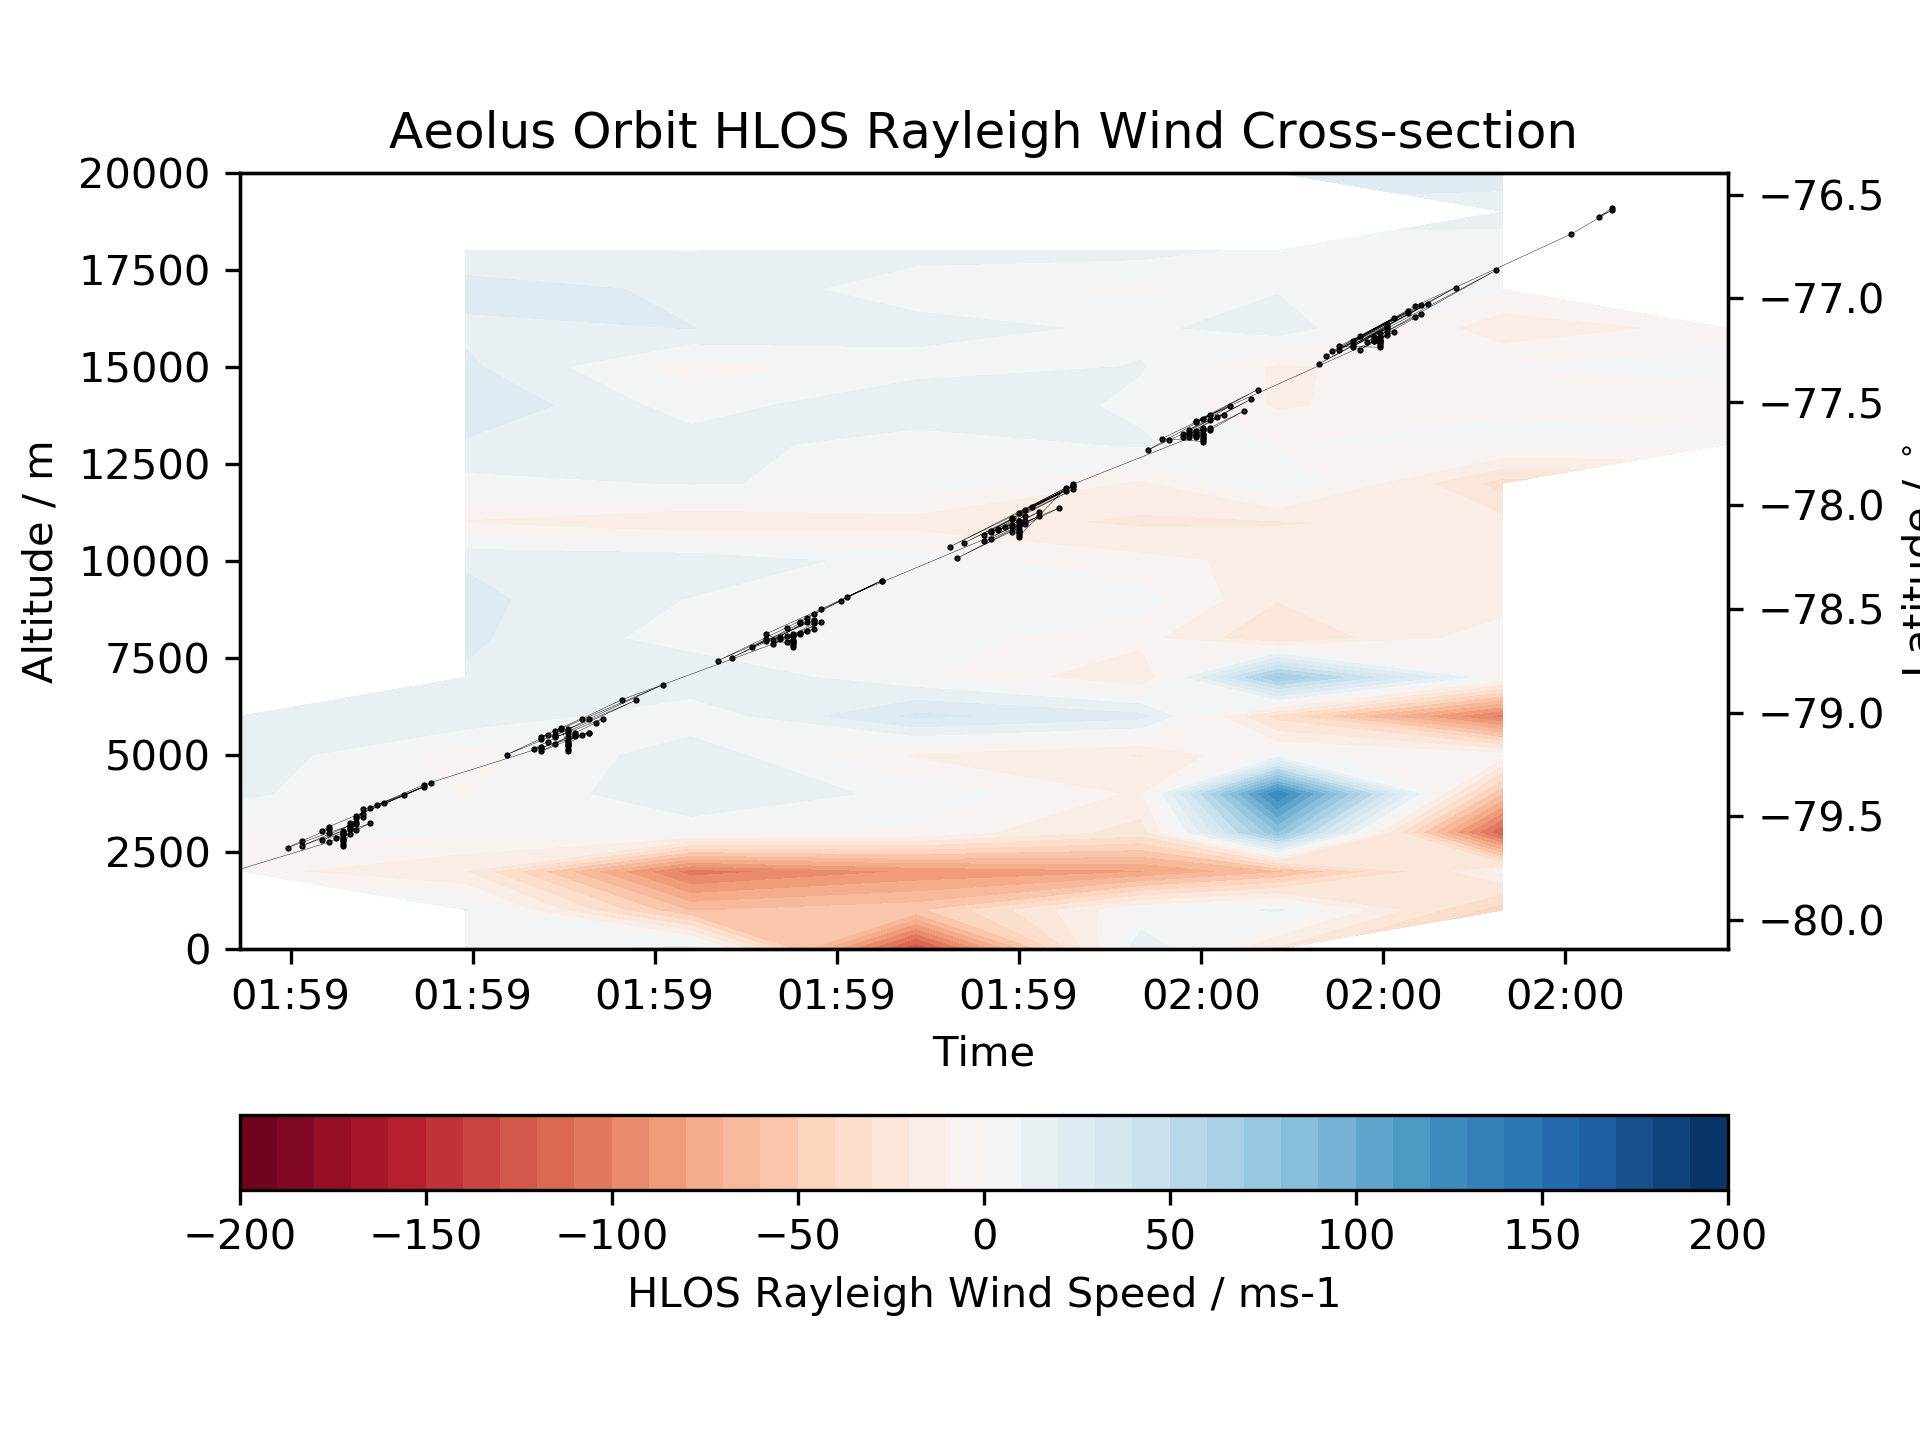 Aeolus Orbit HLOS Rayleigh Wind Cross-section
Altitude / m
20000
17500
15000
12500
10000
7500
5000
2500
0
−76.5
−77.0
−77.5
−78.0
−78.5
−79.0
−79.5
−80.0
Latitude / °
01:59 01:59 01:59 01:59 01:59 02:00 02:00 02:00
Time
−200 −150 −100 −50 0 50 100 150 200
HLOS Rayleigh Wind Speed / ms-1